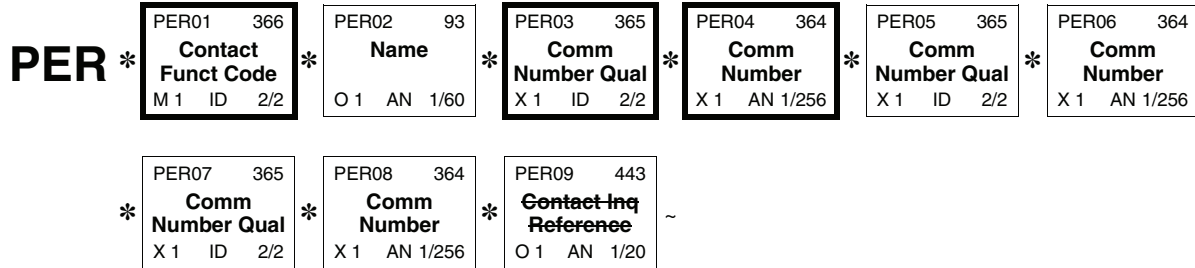 PER * PER01 366 * PER02 93 * PER03 365 * PER04 364 * PER05 365 * PER06 364
Contact Funct Code Name Comm Number Qual Comm Number Comm Number Qual Comm Number
M 1 ID 2/2 O 1 AN 1/60 X 1 ID 2/2 X 1 AN 1/256 X 1 ID 2/2 X 1 AN 1/256
* PER07 365 * PER08 364 * PER09 443 ~
Comm Number Qual Comm Number Contact Inq Reference
X 1 ID 2/2 X 1 AN 1/256 O 1 AN 1/20